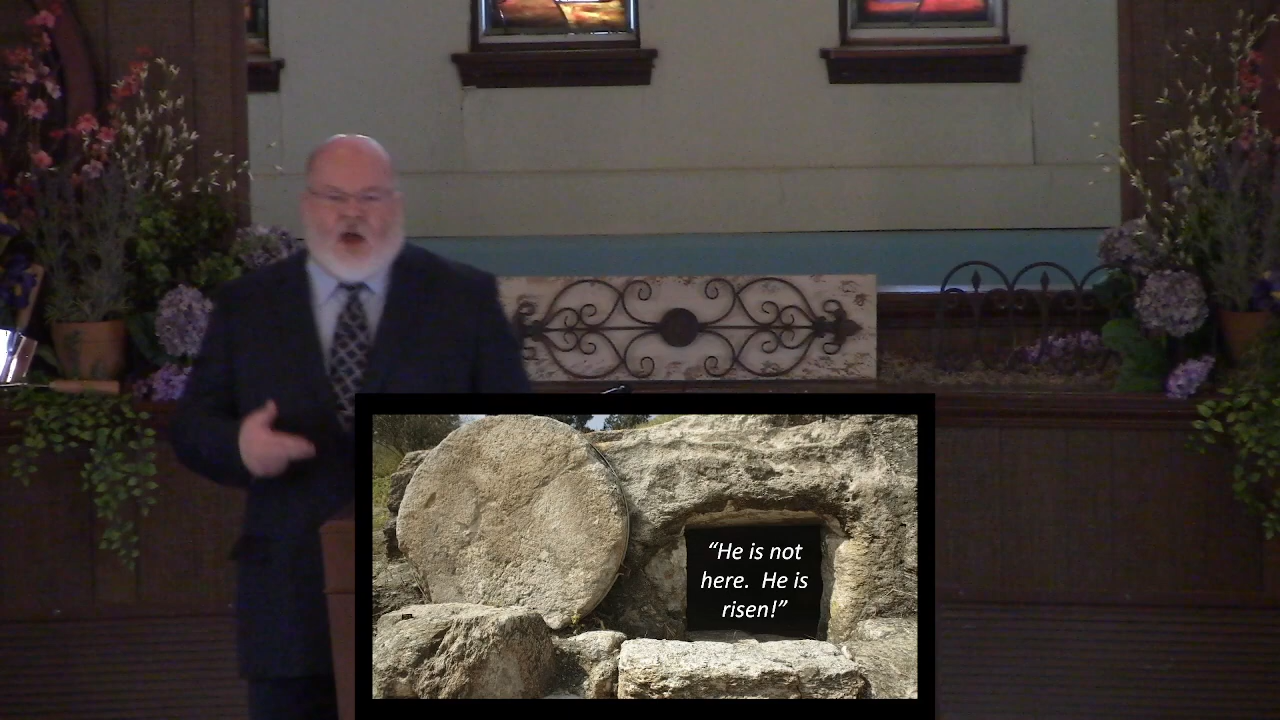 “He is not
here.  He is
risen!”